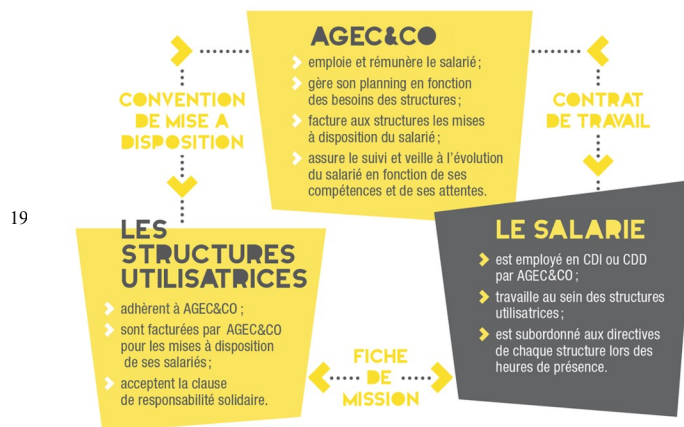 AGEC&CO
emploie et rémunère le salarié ;
gère son planning en fonction
des besoins des structures ;
facture aux structures les mises
à disposition du salarié ;
assure le suivi et veille à l'évolution
du salarié en fonction de ses
compétences et de ses attentes.
CONVENTION
DE MISE A
DISPOSITION
CONTRAT
DE TRAVAIL
19
LES
STRUCTURES
UTILISATRICES
adhèrent à AGEC&CO ;
sont facturées par AGEC&CO
pour les mises à disposition
de ses salariés ;
acceptent la clause
de responsabilité solidaire.
LE SALARIE
est employé en CDI ou CDD
par AGEC&CO ;
travaille au sein des structures
utilisatrices ;
est subordonné aux directives
de chaque structure lors des
heures de présence.
FICHE
DE
MISSION